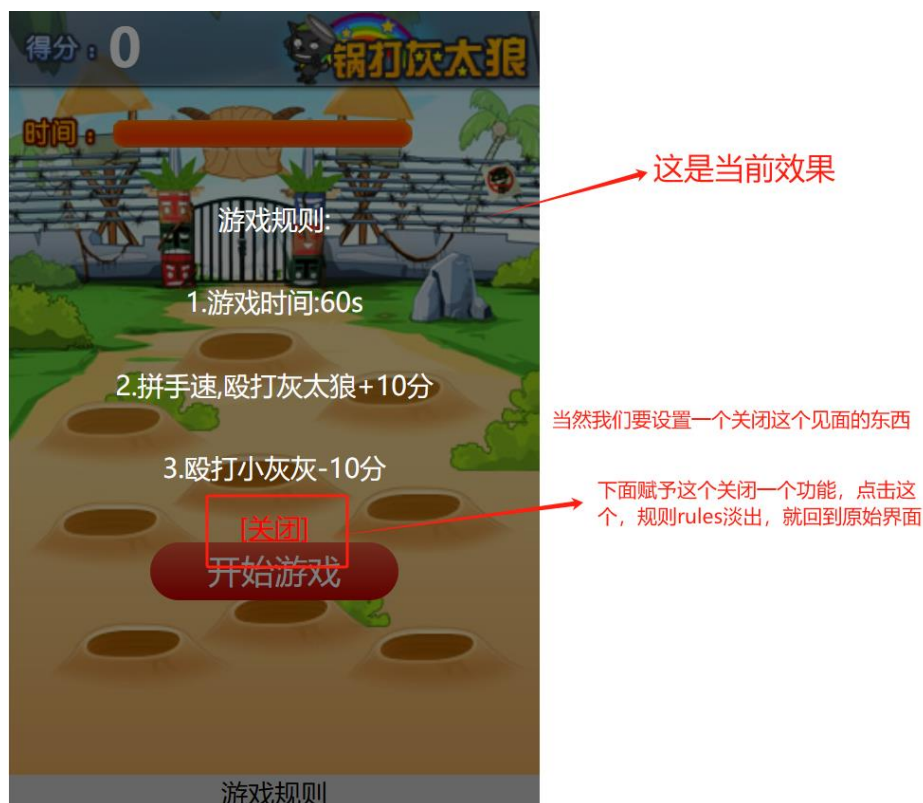 得分：0
锅打灰太狼
时间：
游戏规则:
1.游戏时间:60s
2.拼手速,殴打灰太狼+10分
3.殴打小灰灰-10分
[关闭]
开始游戏
游戏规则
这是当前效果
当然我们要设置一个关闭这个见面的东西
下面赋予这个关闭一个功能，点击这
个，规则rules淡出，就回到原始界面